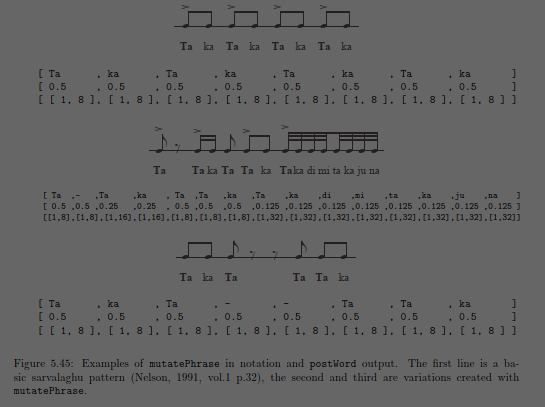 Ta ka Ta ka Ta ka Ta ka
[ Ta , ka , Ta , ka , Ta , ka , Ta , ka ]
[ 0.5 , 0.5 , 0.5 , 0.5 , 0.5 , 0.5 , 0.5 , 0.5 ]
[ [ 1, 8 ], [ 1, 8 ], [ 1, 8 ], [ 1, 8 ], [ 1, 8 ], [ 1, 8 ], [ 1, 8 ], [ 1, 8 ] ]
Ta Ta ka Ta Ta ka Taka di mi ta ka ju na
[ Ta ,- ,Ta ,ka , Ta ,Ta ,ka ,Ta ,ka ,di ,mi ,ta ,ka ,ju ,na ]
[ 0.5 ,0.5 ,0.25 ,0.25 , 0.5 ,0.5 ,0.5 ,0.125 ,0.125 ,0.125 ,0.125 ,0.125 ,0.125 ,0.125 ,0.125 ]
[[1,8],[1,8],[1,16],[1,16],[1,8],[1,8],[1,8],[1,32],[1,32],[1,32],[1,32],[1,32],[1,32],[1,32],[1,32]]
Ta ka Ta Ta Ta ka
[ Ta , ka , Ta , - , - , Ta , Ta , ka ]
[ 0.5 , 0.5 , 0.5 , 0.5 , 0.5 , 0.5 , 0.5 , 0.5 ]
[ [ 1, 8 ], [ 1, 8 ], [ 1, 8 ], [ 1, 8 ], [ 1, 8 ], [ 1, 8 ], [ 1, 8 ], [ 1, 8 ] ]
Figure 5.45: Examples of mutatePhrase in notation and postWord output. The first line is a ba-
sic sarvalaghu pattern (Nelson, 1991, vol.1 p.32), the second and third are variations created with
mutatePhrase.